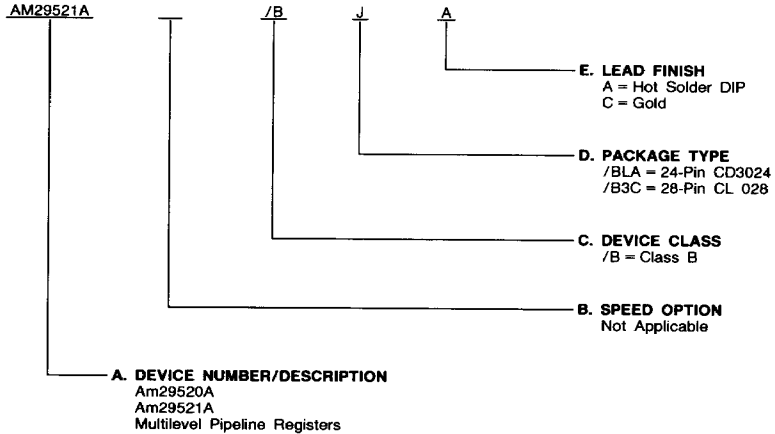 AM29521A /B J A
E. LEAD FINISH
A = Hot Solder DIP
C = Gold
D. PACKAGE TYPE
/BLA = 24-Pin CD3024
/B3C = 28-Pin CL 028
C. DEVICE CLASS
/B = Class B
B. SPEED OPTION
Not Applicable
A. DEVICE NUMBER/DESCRIPTION
Am29520A
Am29521A
Multilevel Pipeline Registers